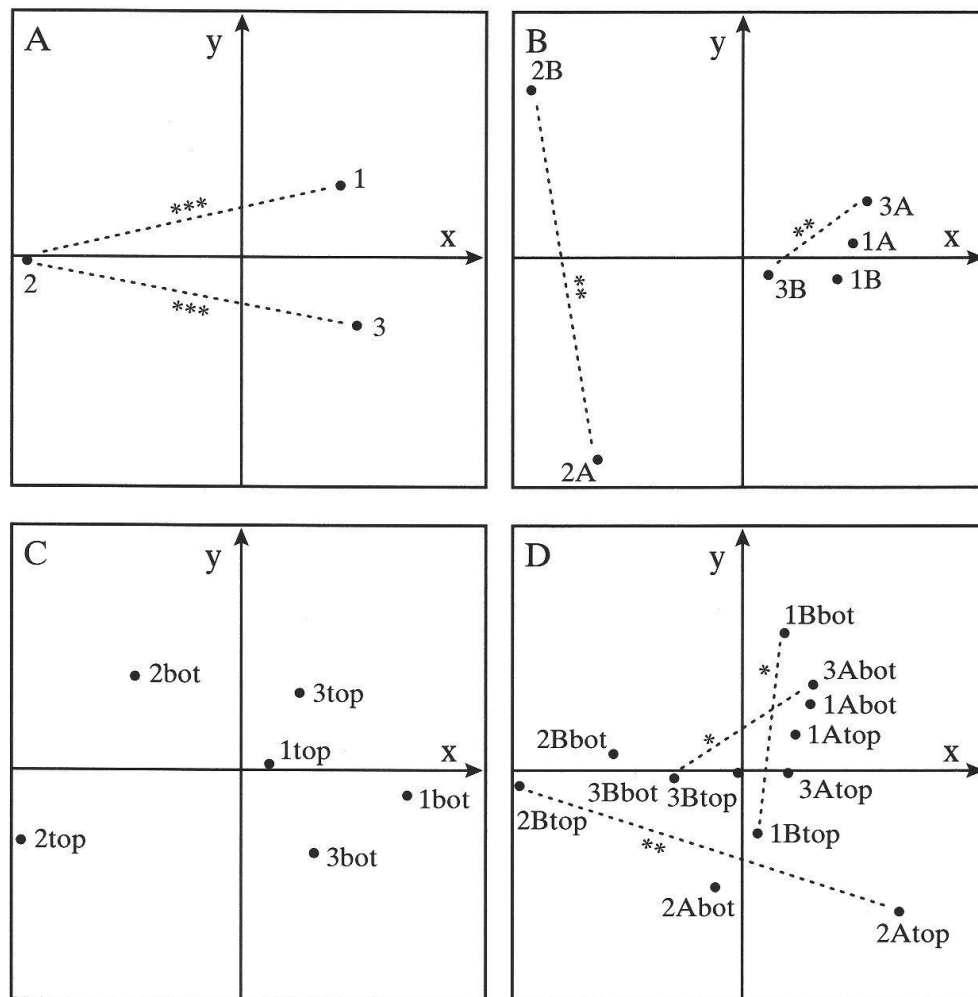 A
y
1
***
x
2
***
3
B
y
2B
3A
**
1A
x
3B
1B
**
2A
C
y
2bot
3top
1top
x
1bot
2top
3bot
D
y
1Bbot
*
3Abot
1Abot
*
1Atop
2Bbot
x
3Bbot
3Btop
3Atop
2Btop
1Btop
**
2Abot
2Atop